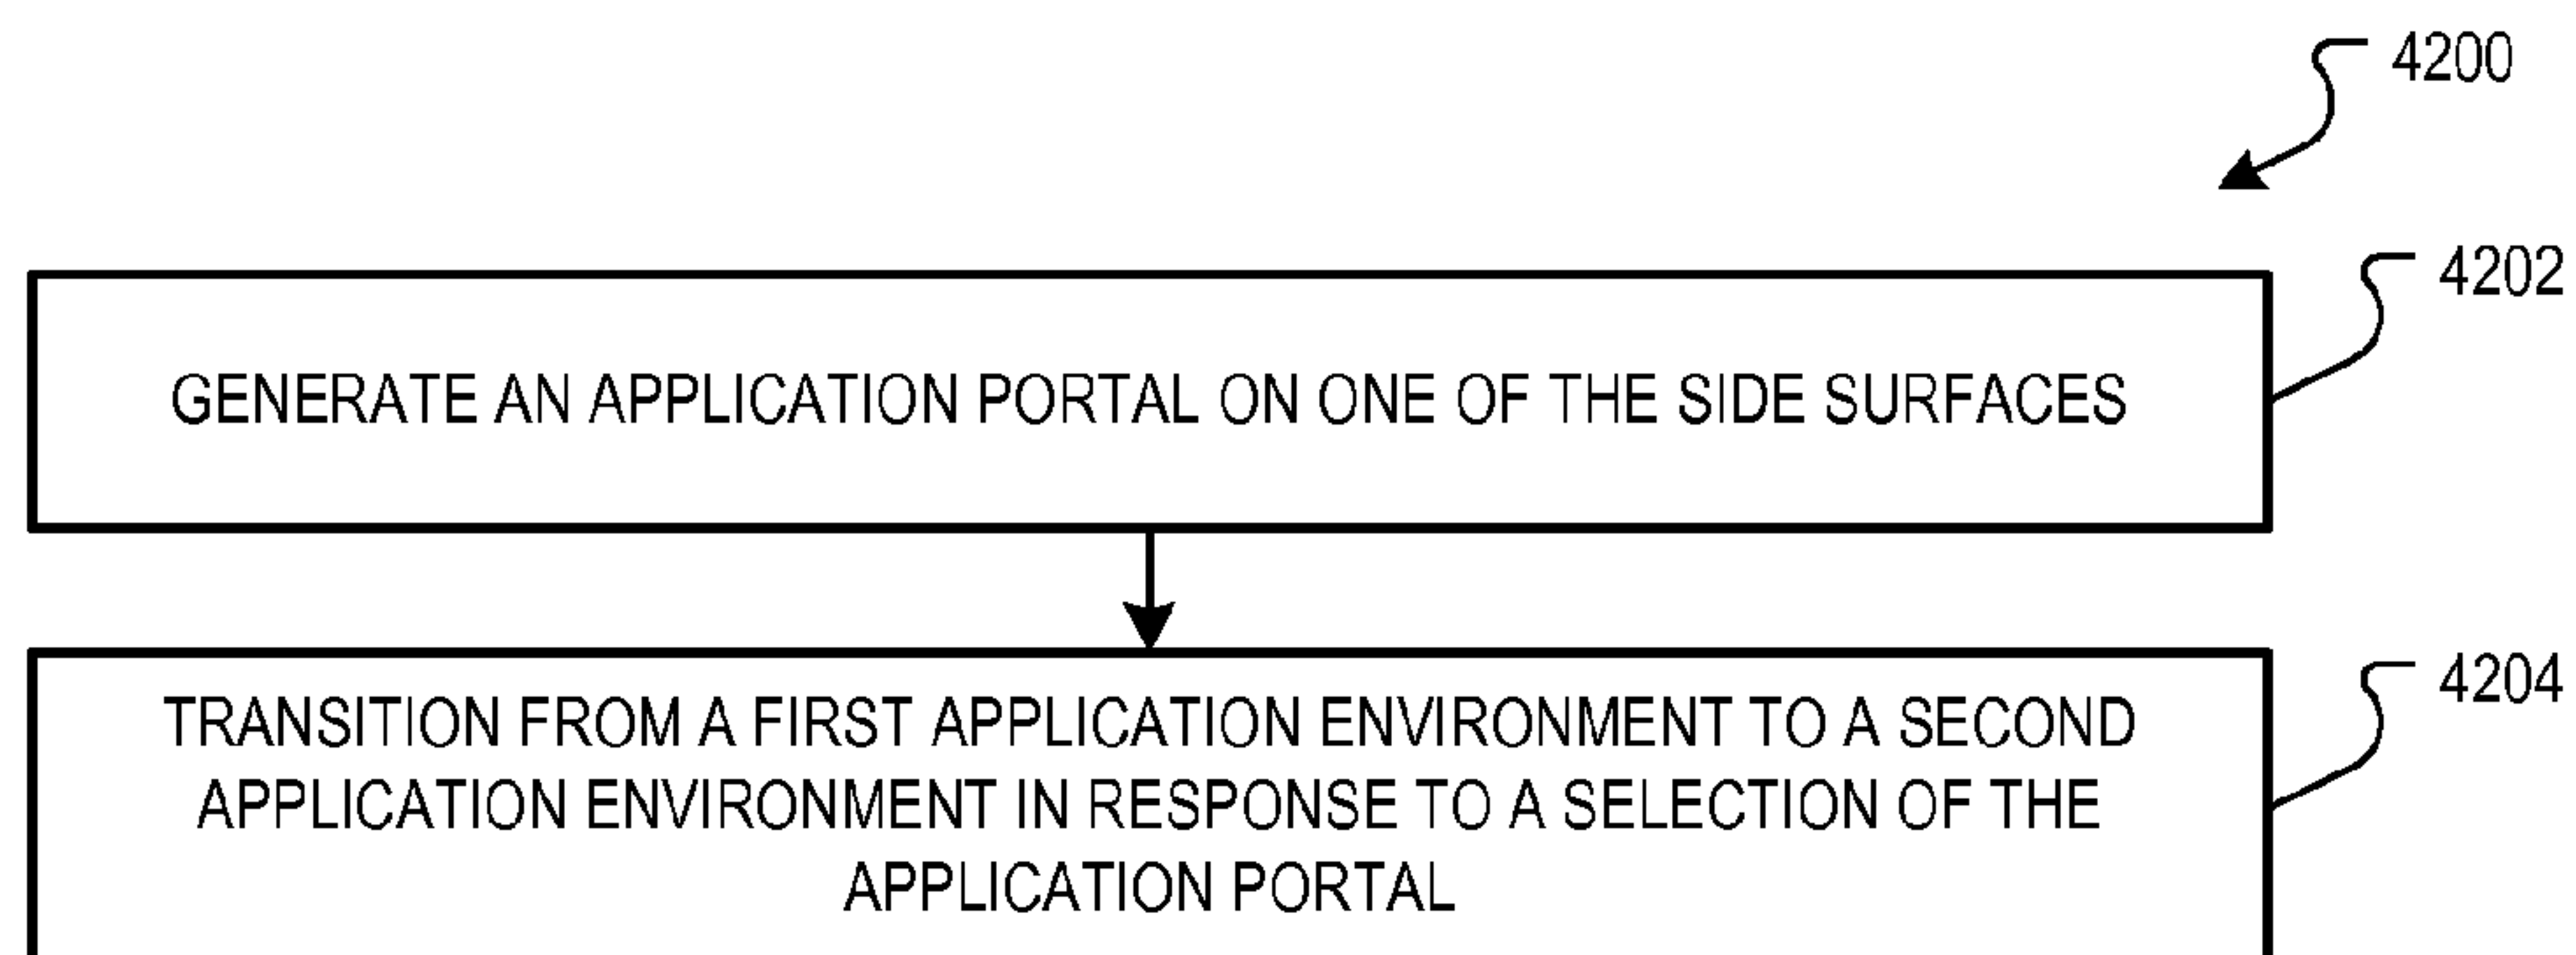 4200
4202
GENERATE AN APPLICATION PORTAL ON ONE OF THE SIDE SURFACES
4204
TRANSITION FROM A FIRST APPLICATION ENVIRONMENT TO A SECOND
APPLICATION ENVIRONMENT IN RESPONSE TO A SELECTION OF THE
APPLICATION PORTAL